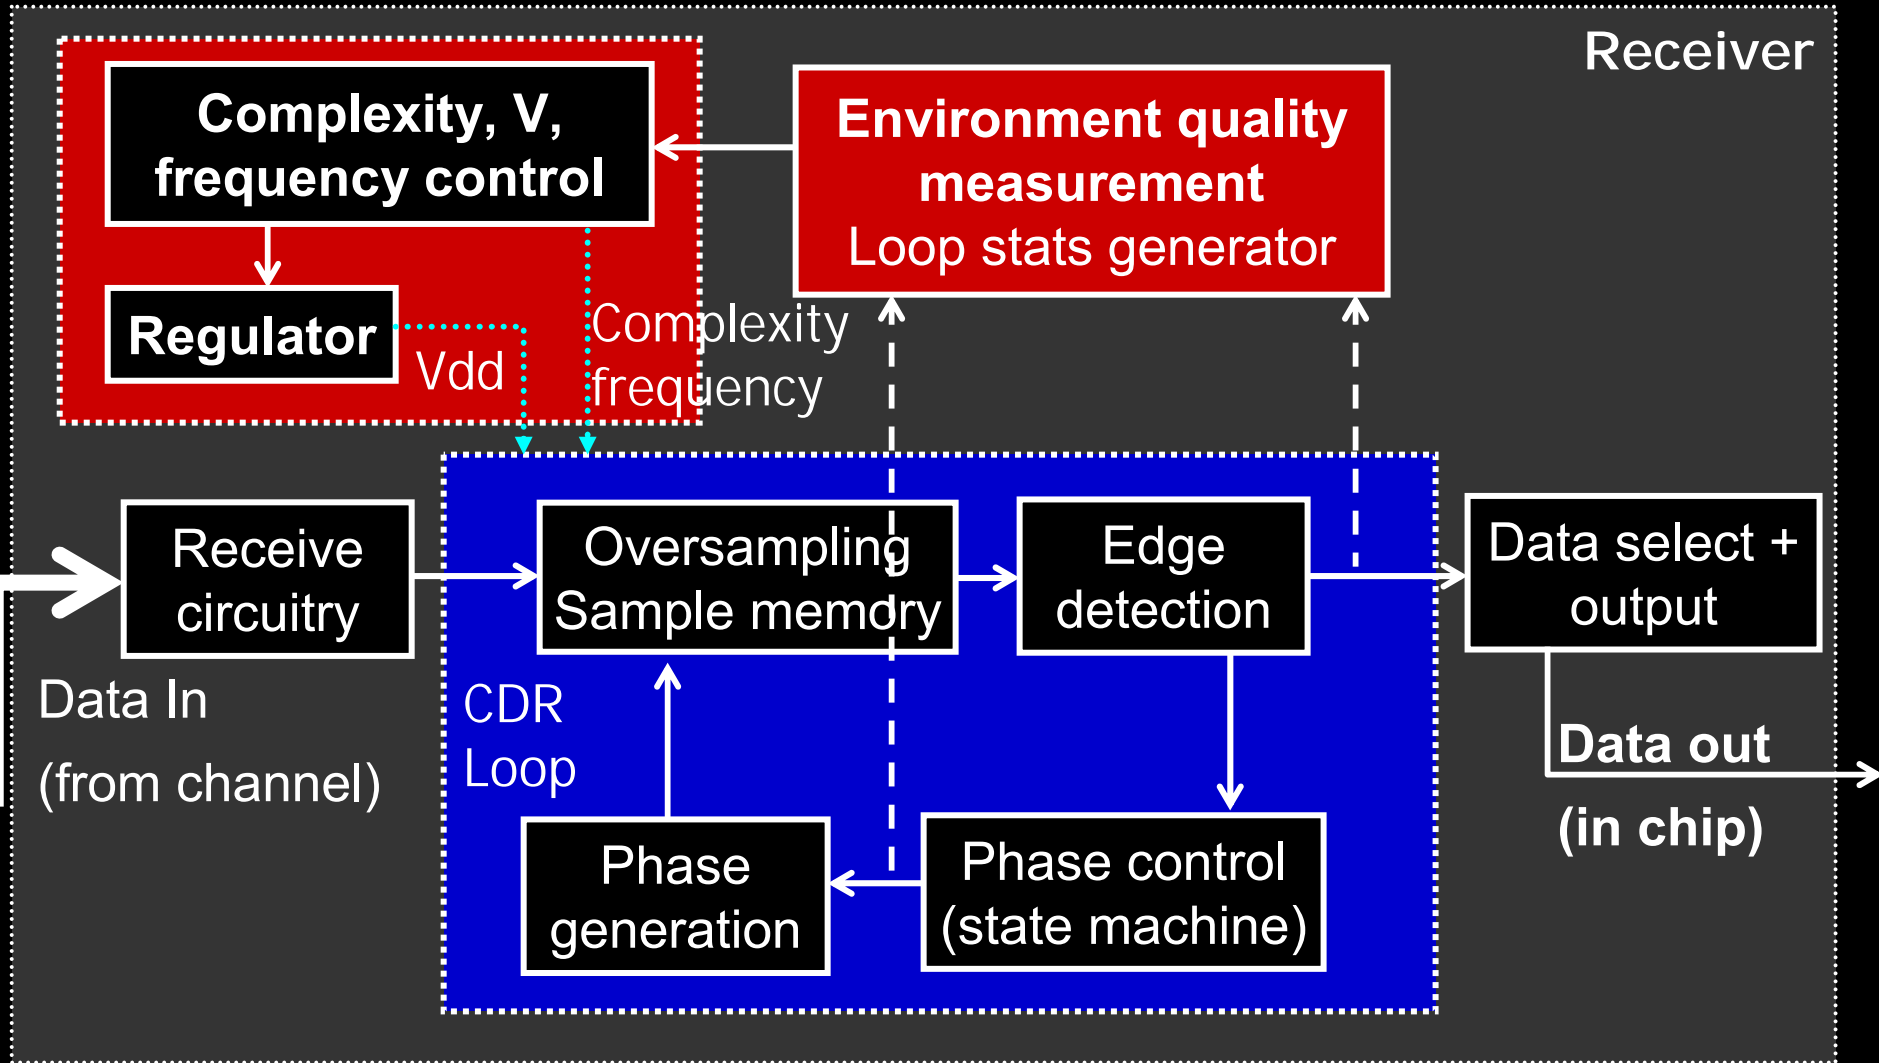 Receiver
Complexity, V,
frequency control
Environment quality
measurement
Loop stats generator
Regulator
Vdd
Complexity
frequency
Receive
circuitry
Oversampling
Sample memory
Edge
detection
Data select +
output
Data In
(from channel)
CDR
Loop
Data out
(in chip)
Phase
generation
Phase control
(state machine)